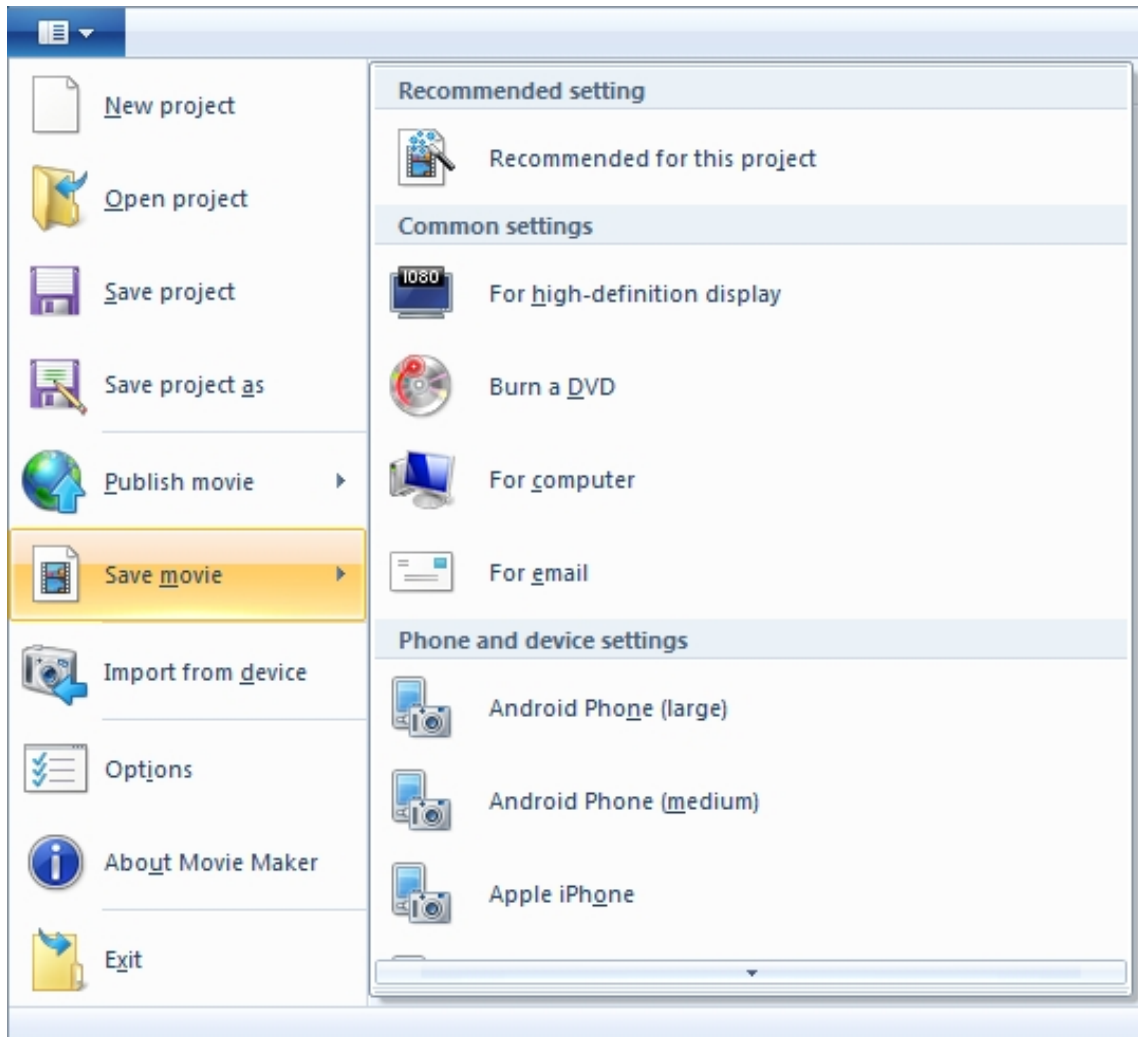 New project
Open project
Save project
Save project as
Publish movie
Save movie
Import from device
Options
About Movie Maker
Exit
Recommended setting
Recommended for this project
Common settings
1080
For high-definition display
Burn a DVD
For computer
For email
Phone and device settings
Android Phone (large)
Android Phone (medium)
Apple iPhone